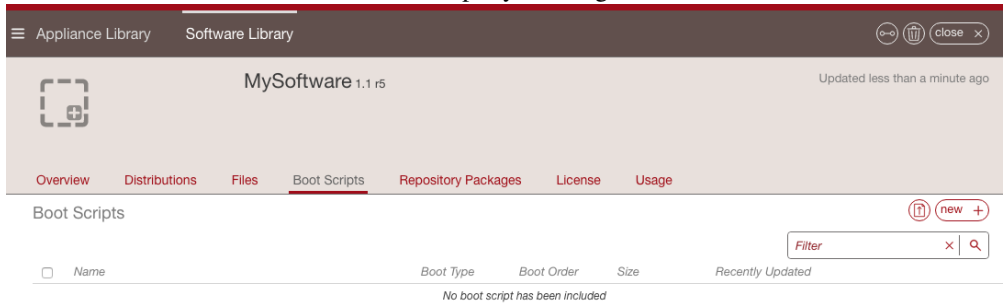 Appliance Library Software Library close ×
MySoftware 1.1 r5 Updated less than a minute ago
Overview Distributions Files Boot Scripts Repository Packages License Usage
Boot Scripts new +
Filter ×
Name Boot Type Boot Order Size Recently Updated
No boot script has been included